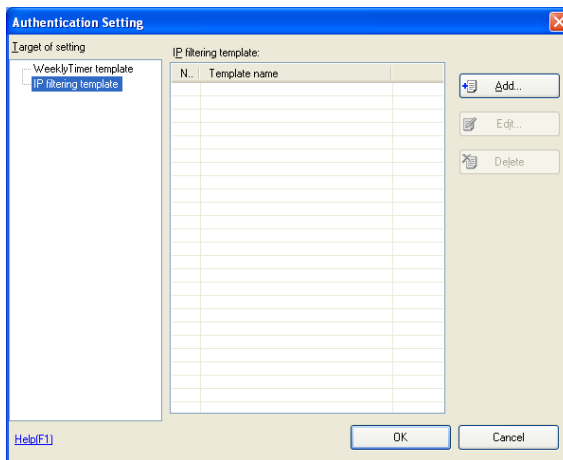 Authentication Setting
Target of setting
WeeklyTimer template
IP filtering template
IP filtering template:
N.. Template name
Add...
Edit...
Delete
Help(F1)
OK
Cancel